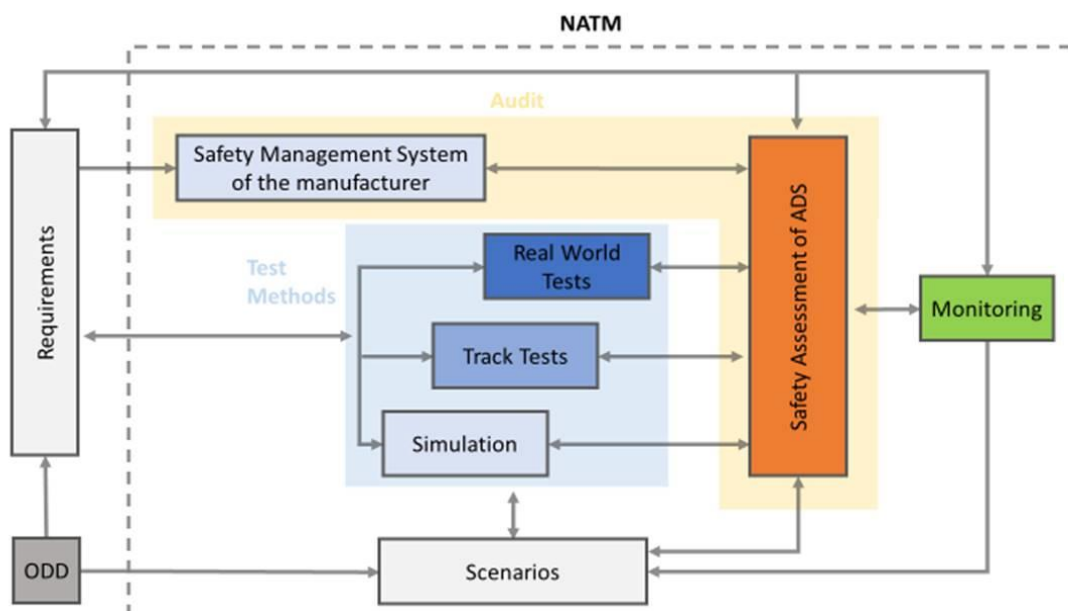 NATM
Audit
Safety Management System
of the manufacturer
Requirements
Test
Methods
Real World
Tests
Track Tests
Simulation
Safety Assessment of ADS
Monitoring
ODD
Scenarios